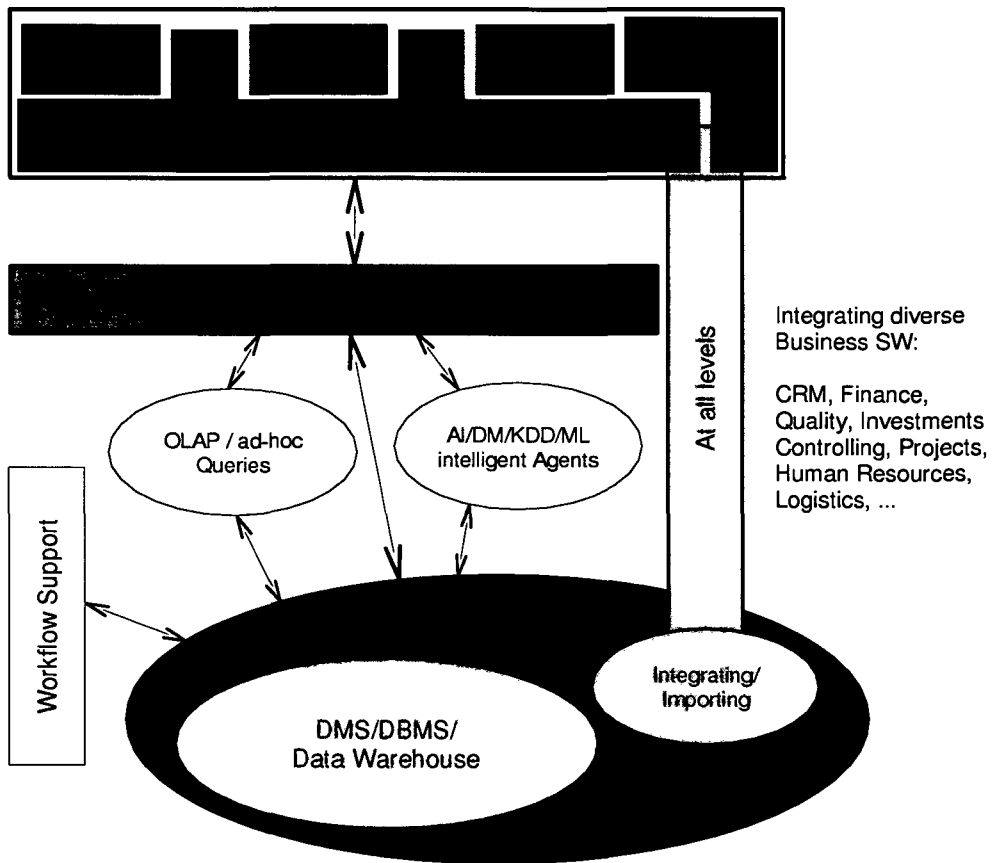 Integrating diverse
Business SW:
CRM, Finance,
Quality, Investments
Controlling, Projects,
Human Resources,
Logistics, ...
At all levels
OLAP / ad-hoc
Queries
AI/DM/KDD/ML
intelligent Agents
Workflow Support
Integrating/
Importing
DMS/DBMS/
Data Warehouse